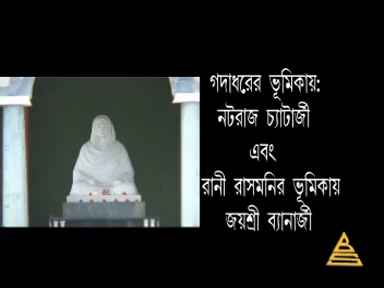 গদাধরের ভূমিকায়:
নটরাজ চ্যাটার্জী
এবং
রানী রাসমনির ভূমিকায়
জয়শ্রী ব্যানার্জী